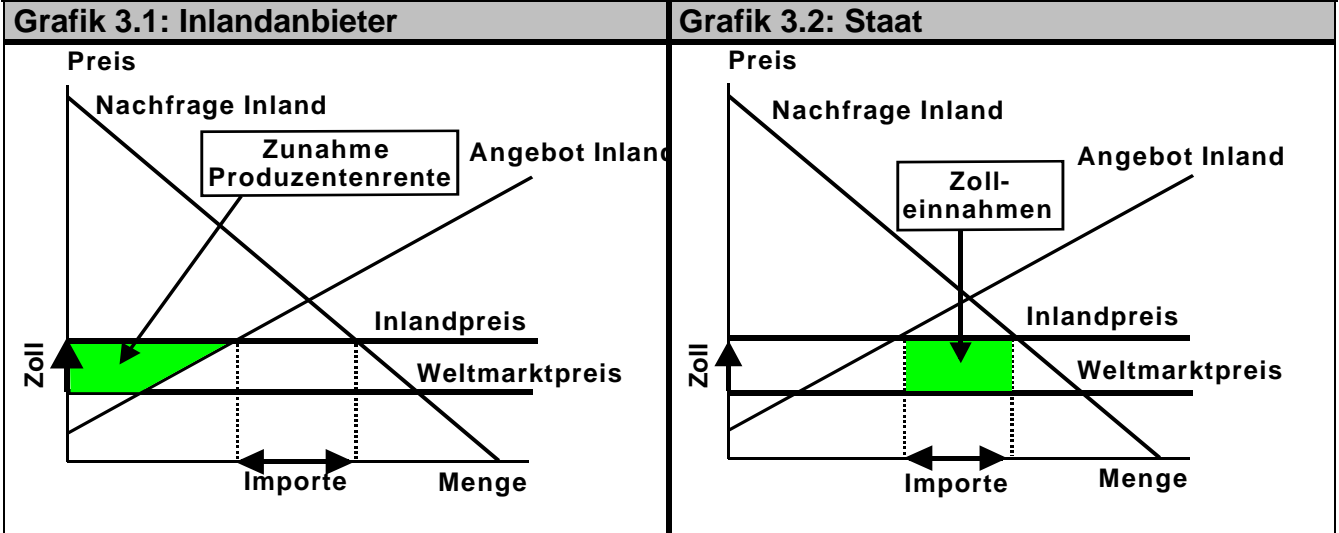 Grafik 3.1: Inlandanbieter
Preis
Nachfrage Inland
Zunahme
Produzentenrente
Angebot Inland
Inlandpreis
Weltmarktpreis
Zoll
Importe
Menge
Grafik 3.2: Staat
Preis
Nachfrage Inland
Angebot Inland
Zoll-
einnahmen
Inlandpreis
Weltmarktpreis
Zoll
Importe
Menge